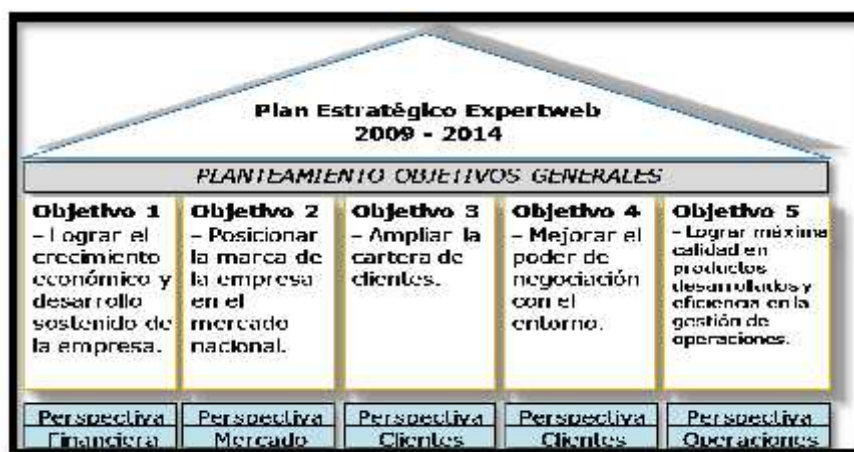 Plan Estratégico Expertweb
2009 - 2014
PLANTEAMIENTO OBJETIVOS GENERALES
Objetivo 1
- Lograr el
crecimiento
económico y
desarrollo
sostenido de
la empresa.
Objetivo 2
- Posicionar
la marca de
la empresa
en el
mercado
nacional.
Objetivo 3
- Ampliar la
cartera de
clientes.
Objetivo 4
- Mejorar el
poder de
negociación
con el
entorno.
Objetivo 5
- Lograr máxima
calidad en
productos
desarrollados y
eficiencia en la
gestión de
operaciones.
Perspectiva
Financiera
Perspectiva
Mercado
Perspectiva
Clientes
Perspectiva
Clientes
Perspectiva
Operaciones